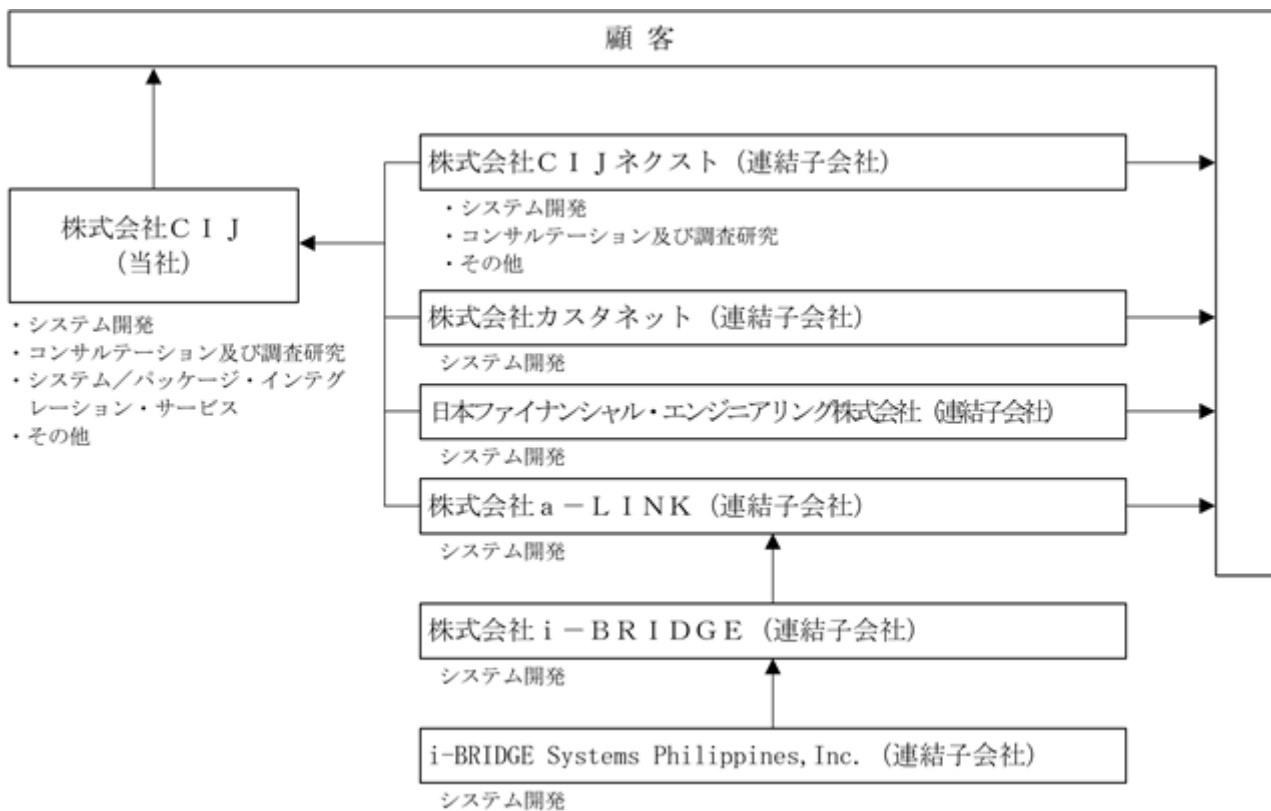 顧 客
株式会社ＣＩＪ
（当社）
・システム開発
・コンサルテーション及び調査研究
・システム／パッケージ・インテグ
レーション・サービス
・その他
株式会社ＣＩＪネクスト（連結子会社）
・システム開発
・コンサルテーション及び調査研究
・その他
株式会社カスタネット（連結子会社）
システム開発
日本ファイナンシャル・エンジニアリング株式会社（連結子会社）
システム開発
株式会社ａ－ＬＩＮＫ（連結子会社）
システム開発
株式会社ｉ－ＢＲＩＤＧＥ（連結子会社）
システム開発
i-BRIDGE Systems Philippines,Inc.（連結子会社）
システム開発